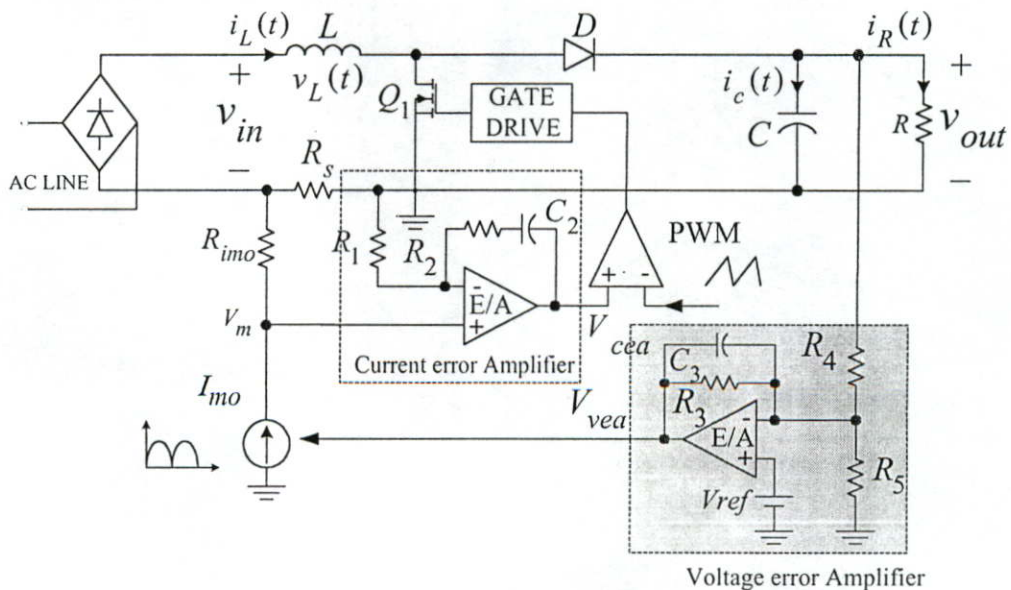 i_L(t)
L
D
i_R(t)
+
v_L(t)
Q_1
GATE
DRIVE
i_c(t)
+
v_in
C
R
v_out
AC LINE
−
R_s
−
R_imo
R_1
R_2
C_2
PWM
+
-
V_m
-
E/A
+
V_cea
Current error Amplifier
C_3
R_4
I_mo
V_vea
R_3
-
E/A
+
R_5
Vref
Voltage error Amplifier